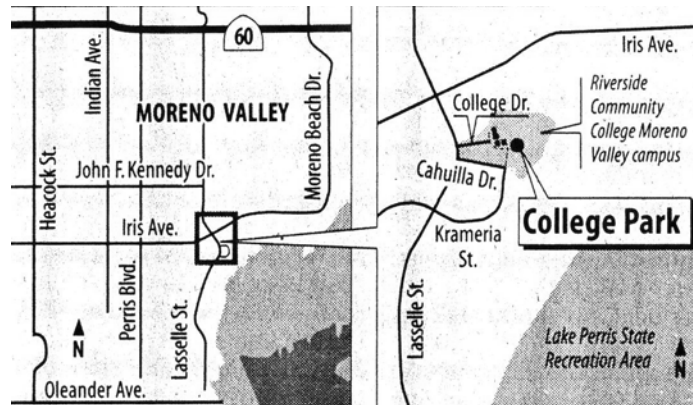 60
Indian Ave.
MORENO VALLEY
Moreno Beach Dr.
Heacock St.
John F. Kennedy Dr.
Iris Ave.
Perris Blvd.
Lasselle St.
N
Oleander Ave.
Iris Ave.
College Dr.
Riverside
Community
College Moreno
Valley campus
Cahuilla Dr.
College Park
Krameria
St.
Lasselle St.
Lake Perris State
Recreation Area
N